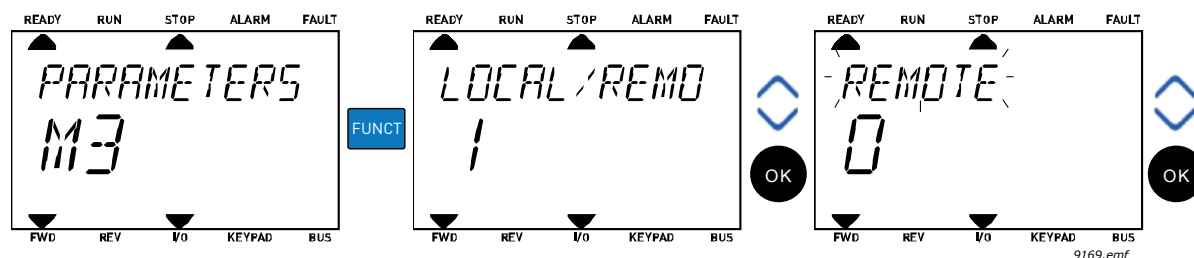 READY RUN STOP ALARM FAULT
PARAMETERS
M3
FWD REV I/O KEYPAD BUS
FUNCT
READY RUN STOP ALARM FAULT
LOCAL/REMO
1
FWD REV I/O KEYPAD BUS
OK
READY RUN STOP ALARM FAULT
REMOTE
0
FWD REV I/O KEYPAD BUS
OK
9169.emf